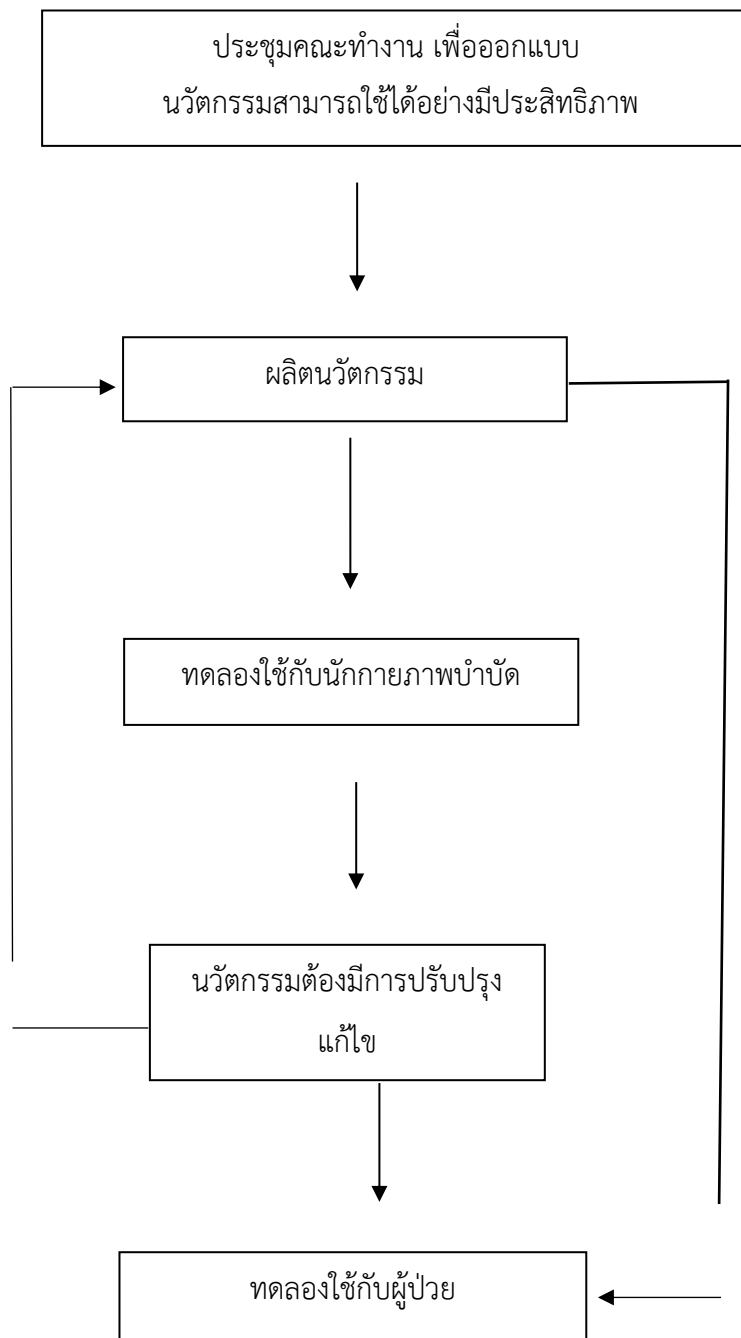 ประชุมคณะทำงาน เพื่อออกแบบ
นวัตกรรมสามารถใช้ได้อย่างมีประสิทธิภาพ
ผลิตนวัตกรรม
ทดลองใช้กับนักกายภาพบำบัด
นวัตกรรมต้องมีการปรับปรุง
แก้ไข
ทดลองใช้กับผู้ป่วย